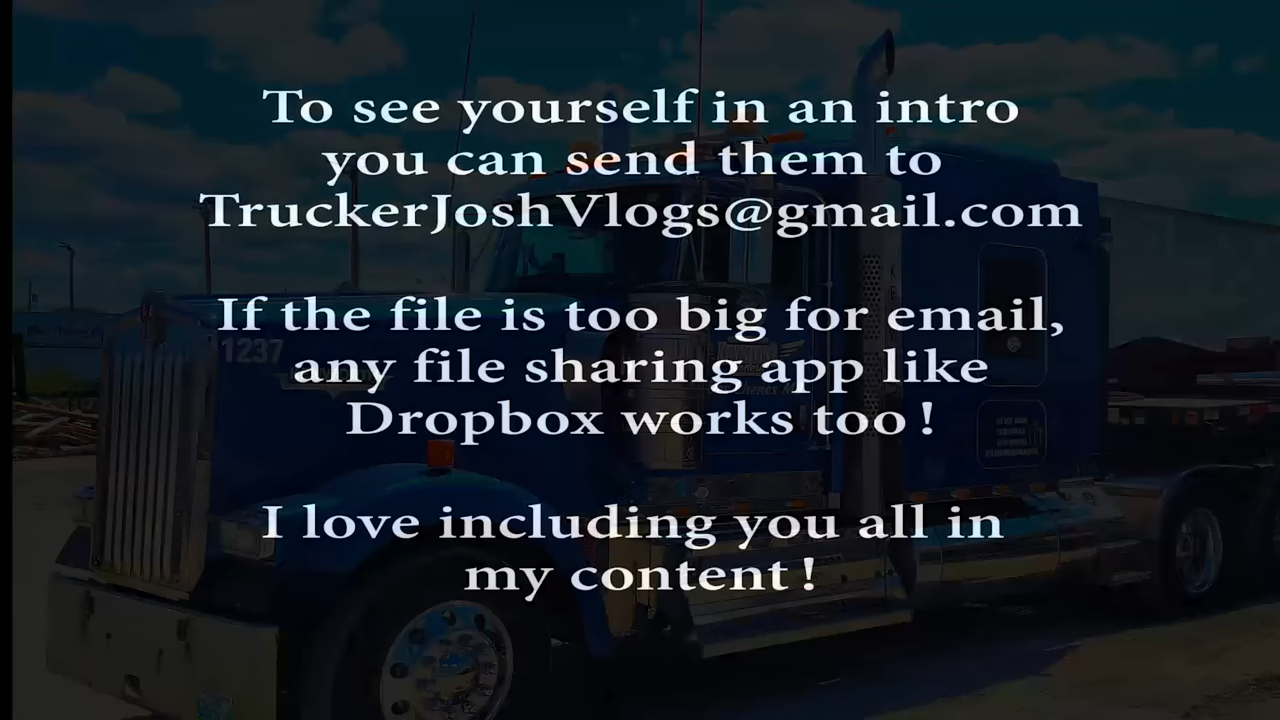 To see yourself in an intro
you can send them to
TruckerJoshVlogs@gmail.com
If the file is too big for email,
1237
any file sharing app like
Dropbox works too!
I love including you all in
my content!